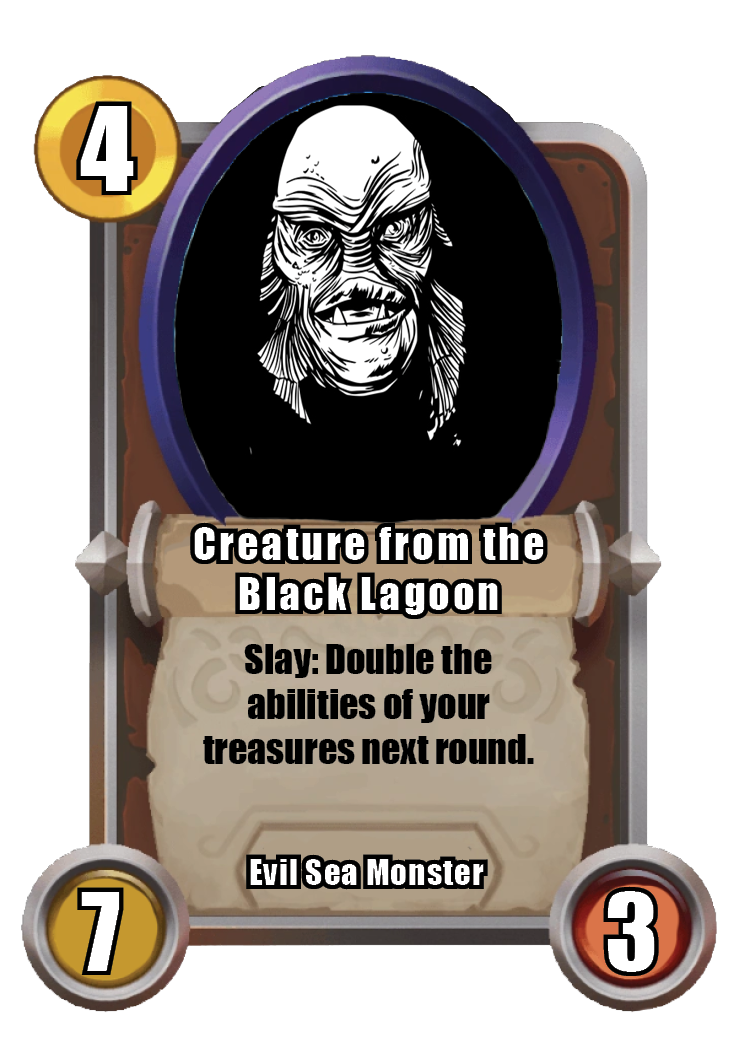 4
Creature from the
Black Lagoon
Slay: Double the
abilities of your
treasures next round.
Evil Sea Monster
7
3